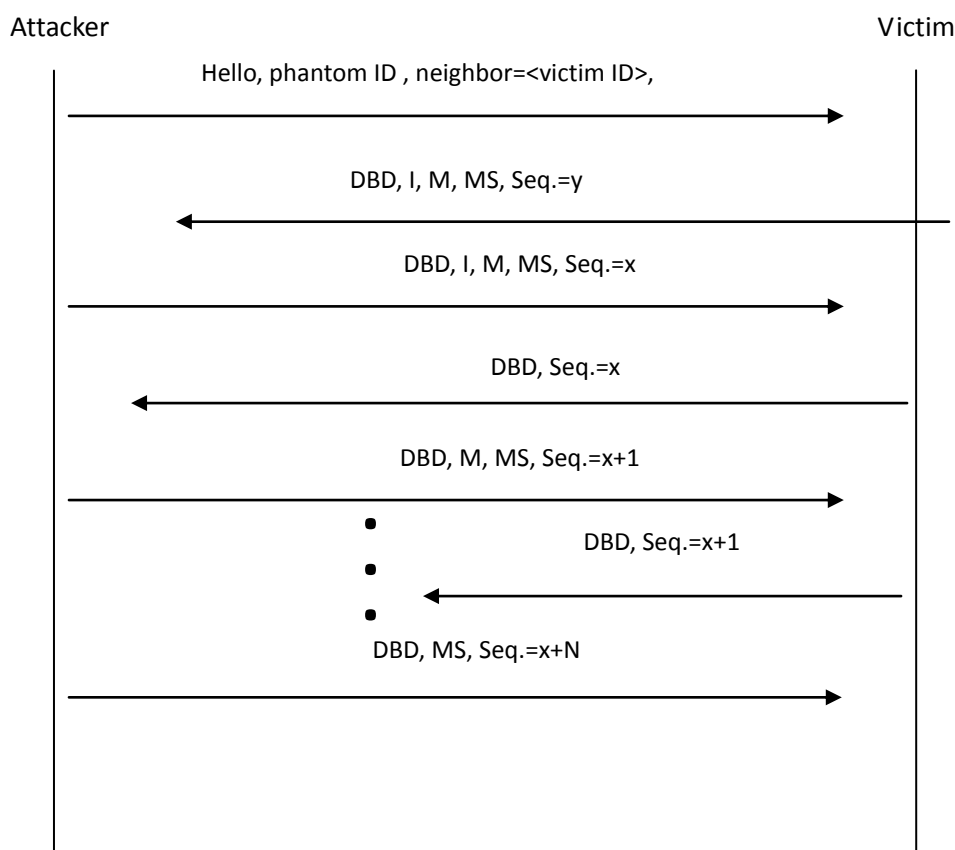 Attacker
Victim
Hello, phantom ID , neighbor=<victim ID>,
DBD, I, M, MS, Seq.=y
DBD, I, M, MS, Seq.=x
DBD, Seq.=x
DBD, M, MS, Seq.=x+1
DBD, Seq.=x+1
DBD, MS, Seq.=x+N